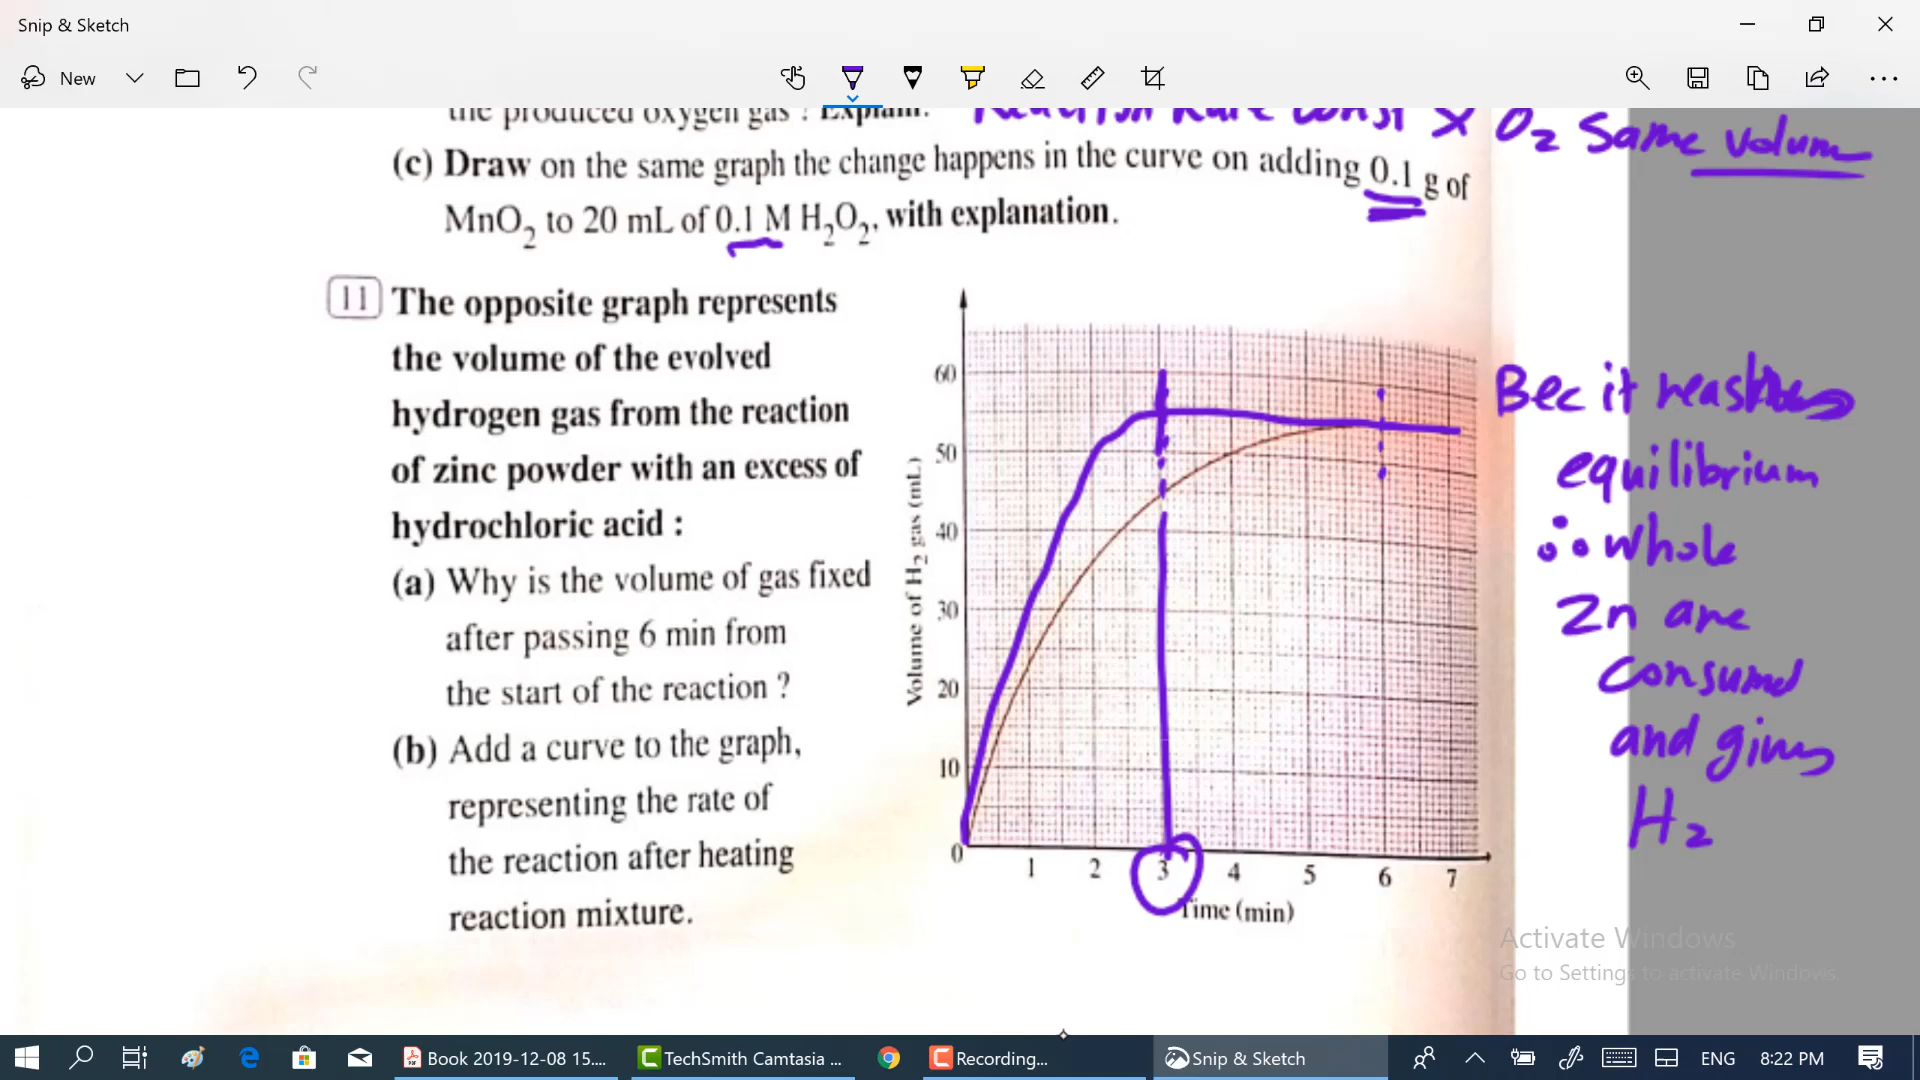 Snip & Sketch
New
the produced oxygen gas ? Explain.
Reaction Rate const X O2 Same volum
(c) Draw on the same graph the change happens in the curve on adding 0.1 g of
MnO2 to 20 mL of 0.1 M H2O2, with explanation.
11 The opposite graph represents
the volume of the evolved
hydrogen gas from the reaction
of zinc powder with an excess of
hydrochloric acid :
(a) Why is the volume of gas fixed
after passing 6 min from
the start of the reaction ?
(b) Add a curve to the graph,
representing the rate of
the reaction after heating
reaction mixture.
Volume of H2 gas (mL)
60
50
40
30
20
10
0
1 2 3 4 5 6 7
Time (min)
Bec it
equilibrium
∴ whole
Zn are
consumed
and
H2
Activate Windows
Go to Settings to activate Windows.
Book 2019-12-08 15....
TechSmith Camtasia ...
Recording...
Snip & Sketch
ENG
8:22 PM